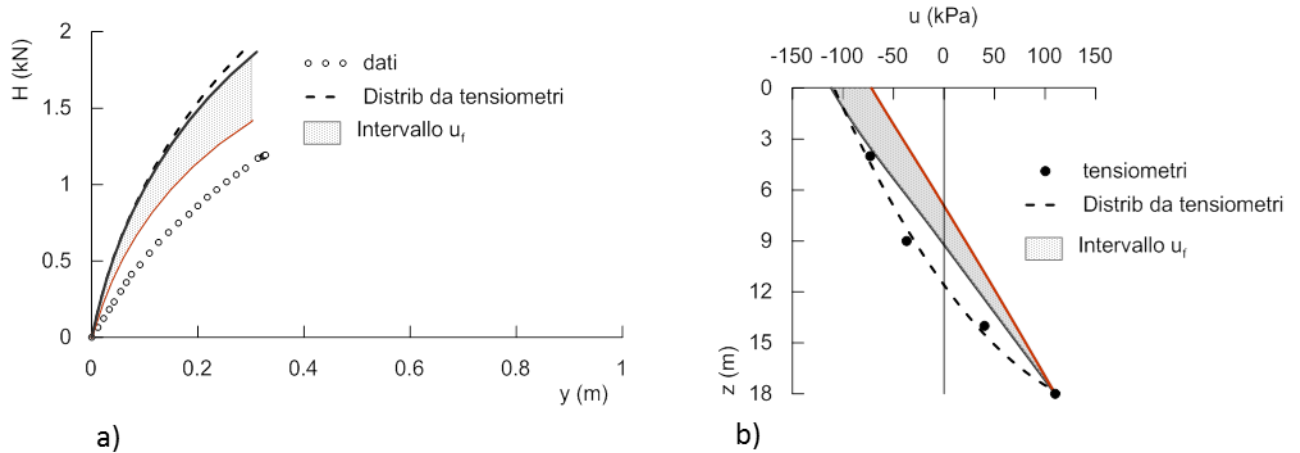 H (kN)
2
1.5
1
0.5
0
0
0.2
0.4
0.6
0.8
1
y (m)
dati
Distrib da tensiometri
Intervallo u_f
a)
u (kPa)
-150 -100 -50 0 50 100 150
0
3
6
9
12
15
18
z (m)
tensiometri
Distrib da tensiometri
Intervallo u_f
b)